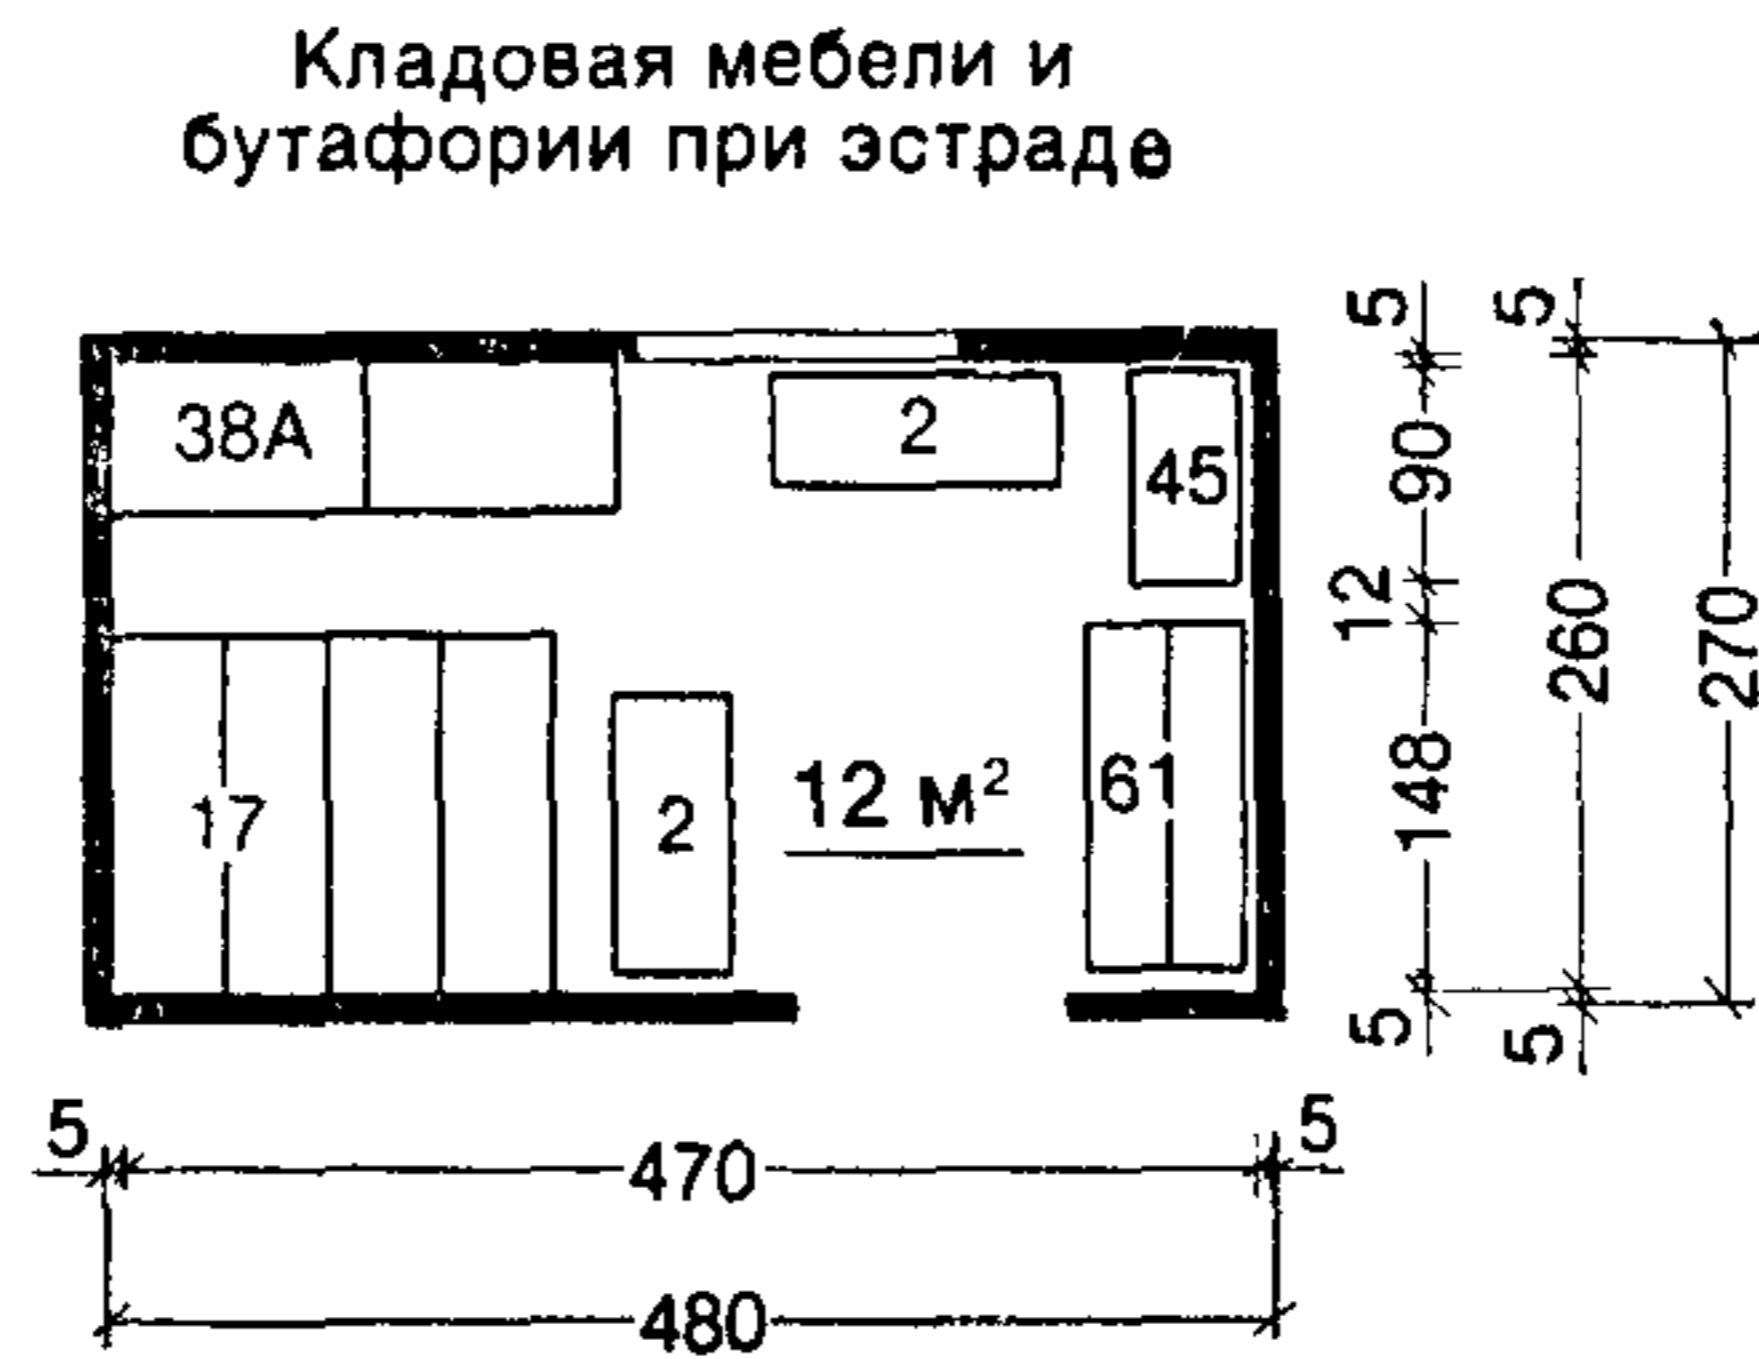 Кладовая мебели и
бутафории при эстраде
5 5
38А 2 45 90
12 260 270
17 2 12 м² 61 148
5 5
5 470 5
480